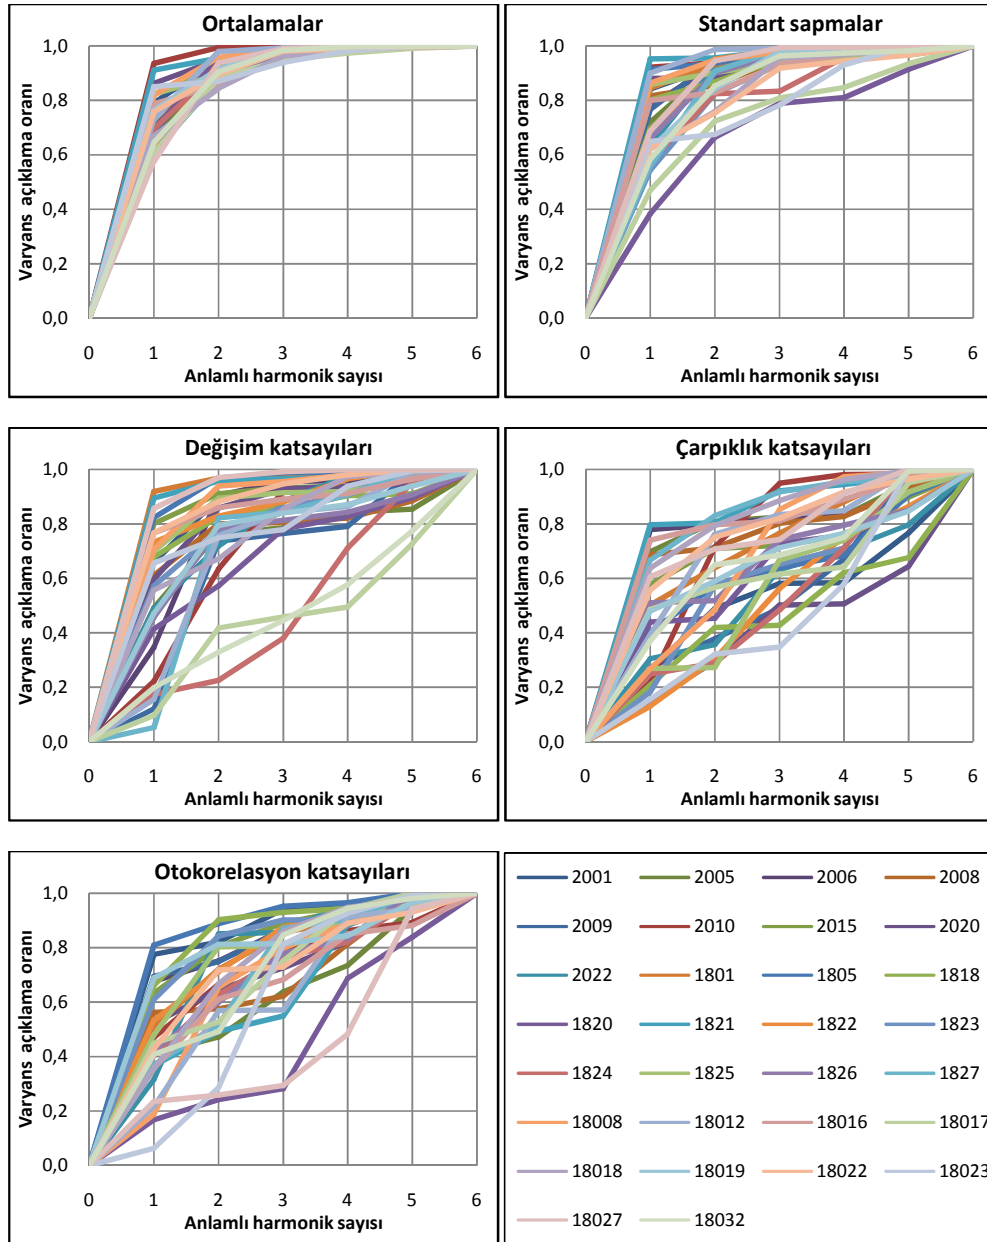 Ortalamalar
Varyans açıklama oranı
1,0
0,8
0,6
0,4
0,2
0,0
0 1 2 3 4 5 6
Anlamlı harmonik sayısı
Standart sapmalar
Varyans açıklama oranı
1,0
0,8
0,6
0,4
0,2
0,0
0 1 2 3 4 5 6
Anlamlı harmonik sayısı
Değişim katsayıları
Varyans açıklama oranı
1,0
0,8
0,6
0,4
0,2
0,0
0 1 2 3 4 5 6
Anlamlı harmonik sayısı
Çarpıklık katsayıları
Varyans açıklama oranı
1,0
0,8
0,6
0,4
0,2
0,0
0 1 2 3 4 5 6
Anlamlı harmonik sayısı
Otokorelasyon katsayıları
Varyans açıklama oranı
1,0
0,8
0,6
0,4
0,2
0,0
0 1 2 3 4 5 6
Anlamlı harmonik sayısı
2001 2005 2006 2008
2009 2010 2015 2020
2022 1801 1805 1818
1820 1821 1822 1823
1824 1825 1826 1827
18008 18012 18016 18017
18018 18019 18022 18023
18027 18032